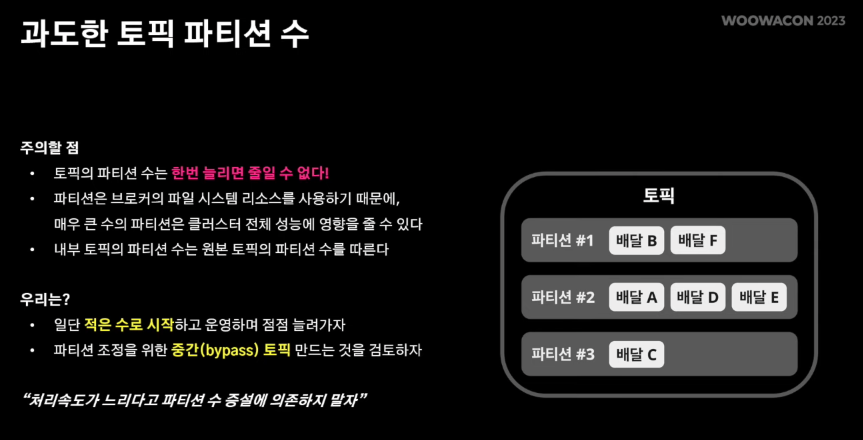 WOOWACON 2023
과도한 토픽 파티션 수
주의할 점
• 토픽의 파티션 수는 한번 늘리면 줄일 수 없다!
• 파티션은 브로커의 파일 시스템 리소스를 사용하기 때문에,
매우 큰 수의 파티션은 클러스터 전체 성능에 영향을 줄 수 있다
• 내부 토픽의 파티션 수는 원본 토픽의 파티션 수를 따른다
우리는?
• 일단 적은 수로 시작하고 운영하며 점점 늘려가자
• 파티션 조정을 위한 중간(bypass) 토픽 만드는 것을 검토하자
“처리속도가 느리다고 파티션 수 증설에 의존하지 말자”
토픽
파티션 #1 배달 B 배달 F
파티션 #2 배달 A 배달 D 배달 E
파티션 #3 배달 C